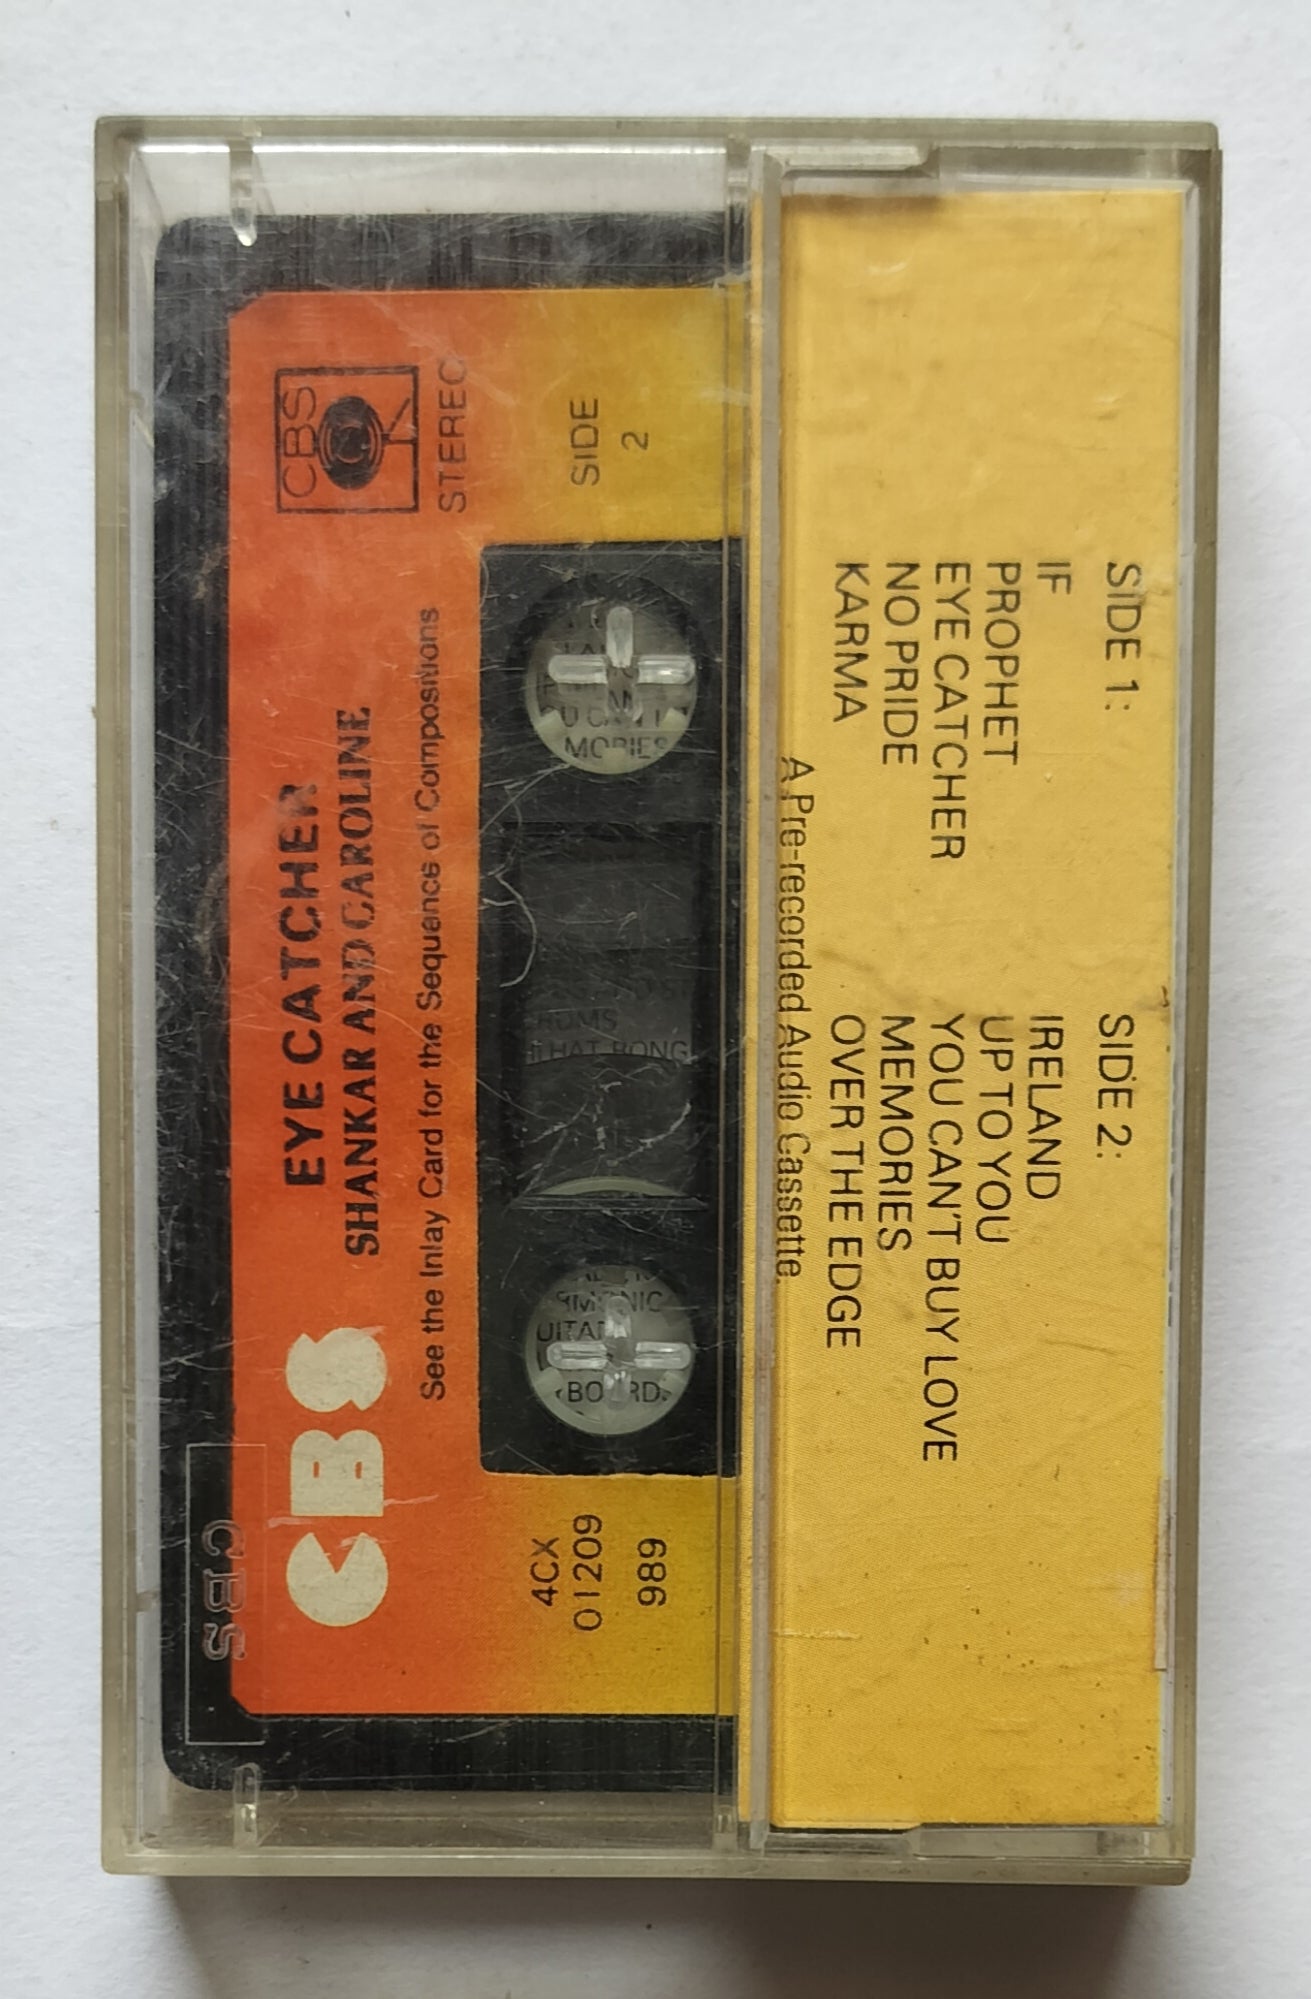 CBS
STEREO
SIDE
2
EYE CATCHER
SHANKAR AND CAROLINE
See the Inlay Card for the Sequence of Compositions
CBS
4CX
01209
989
CBS
MORIES
BOARD
SIDE 1:
IF
PROPHET
EYE CATCHER
NO PRIDE
KARMA
SIDE 2:
IRELAND
UP TO YOU
YOU CAN'T BUY LOVE
MEMORIES
OVER THE EDGE
A Pre-recorded Audio Cassette.